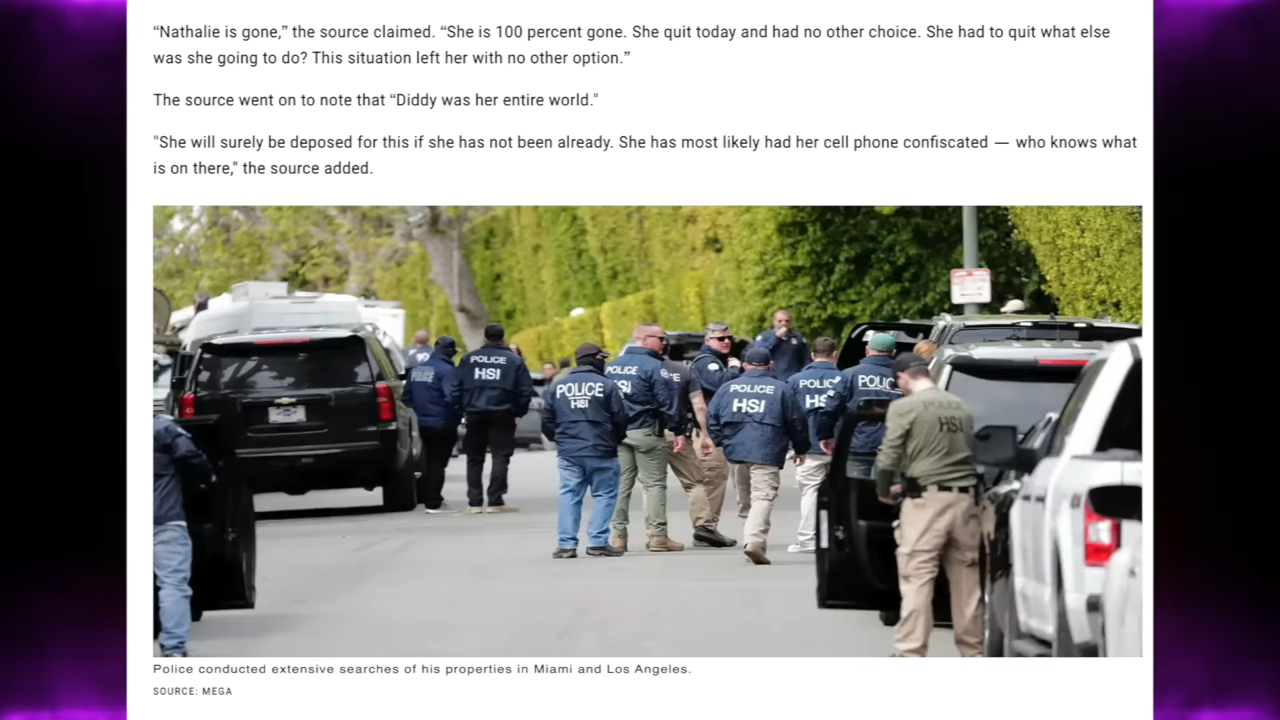 “Nathalie is gone,” the source claimed. “She is 100 percent gone. She quit today and had no other choice. She had to quit what else
was she going to do? This situation left her with no other option.”
The source went on to note that “Diddy was her entire world."
"She will surely be deposed for this if she has not been already. She has most likely had her cell phone confiscated — who knows what
is on there," the source added.
POLICE
POLICE
HSI
POLICE
HSI
POLICE
HSI
POLICE
HSI
POLICE
POLICE
HSI
Police conducted extensive searches of his properties in Miami and Los Angeles.
SOURCE: MEGA